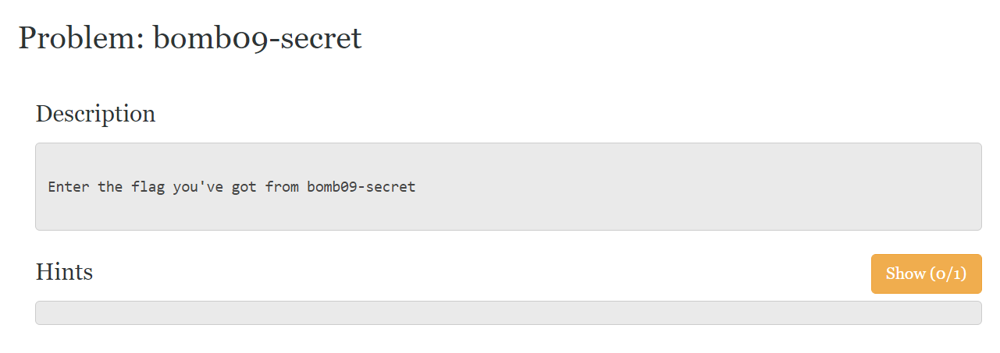 Problem: bomb09-secret
Description
Enter the flag you've got from bomb09-secret
Hints
Show (0/1)